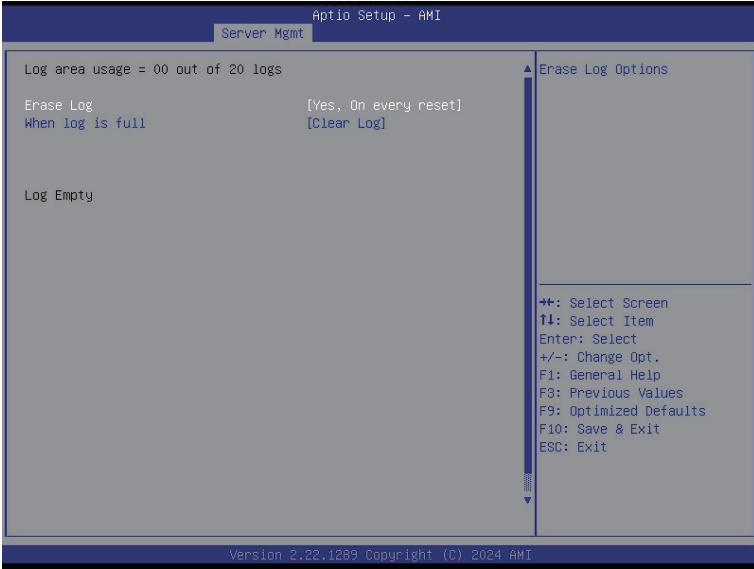 Aptio Setup – AMI
Server Mgmt
Log area usage = 00 out of 20 logs
Erase Log [Yes, On every reset]
When log is full [Clear Log]
Log Empty
Erase Log Options
→←: Select Screen
↑↓: Select Item
Enter: Select
+/-: Change Opt.
F1: General Help
F3: Previous Values
F9: Optimized Defaults
F10: Save & Exit
ESC: Exit
Version 2.22.1289 Copyright (C) 2024 AMI